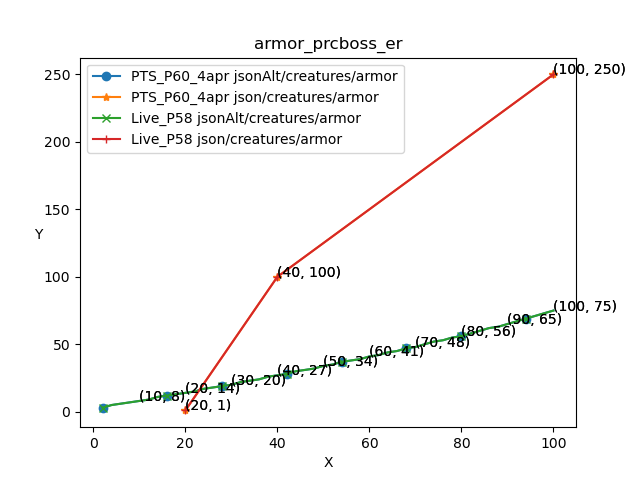 armor_prcboss_er
PTS_P60_4apr jsonAlt/creatures/armor
PTS_P60_4apr json/creatures/armor
Live_P58 jsonAlt/creatures/armor
Live_P58 json/creatures/armor
(100, 250)
(40, 100)
(100, 75)
(90, 65)
(80, 56)
(70, 48)
(60, 41)
(50, 34)
(40, 27)
(30, 20)
(20, 14)
(10, 8)
(20, 1)
250
200
150
100
50
0
Y
0 20 40 60 80 100
X